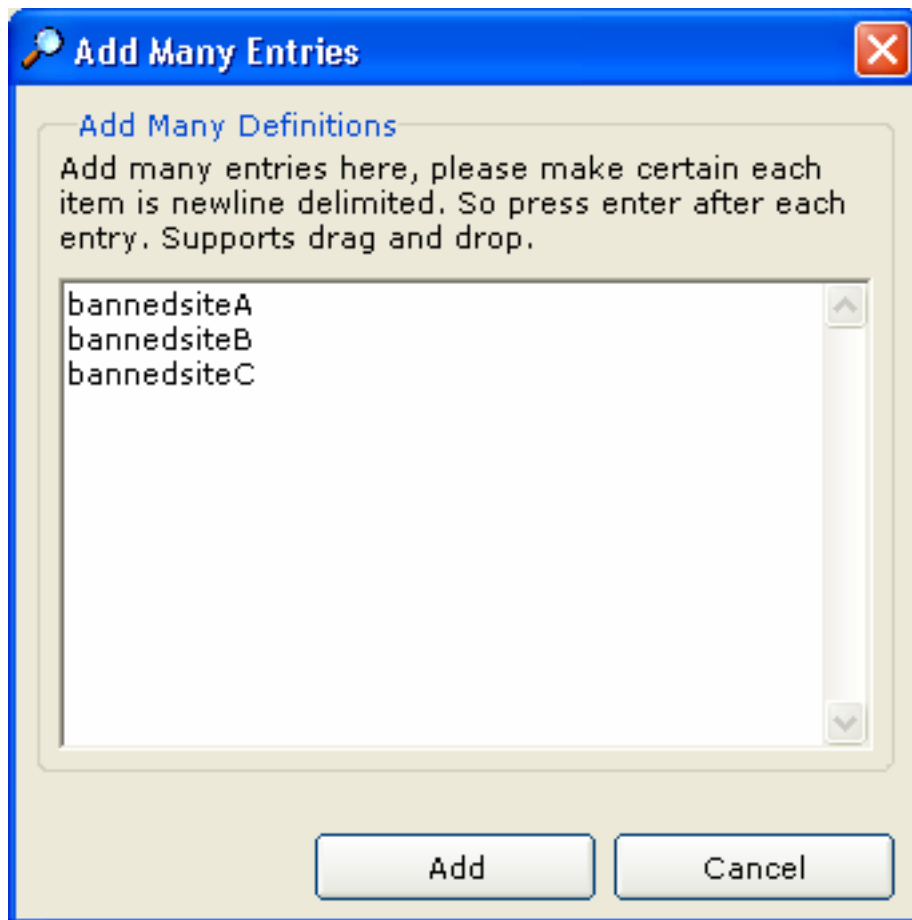 Add Many Entries
Add Many Definitions
Add many entries here, please make certain each
item is newline delimited. So press enter after each
entry. Supports drag and drop.
bannedsiteA
bannedsiteB
bannedsiteC
Add
Cancel